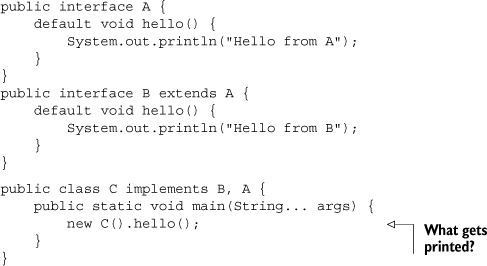 public interface A {
    default void hello() {
        System.out.println("Hello from A");
    }
}
public interface B extends A {
    default void hello() {
        System.out.println("Hello from B");
    }
}
public class C implements B, A {
    public static void main(String... args) {
        new C().hello();
    }
}
What gets
printed?